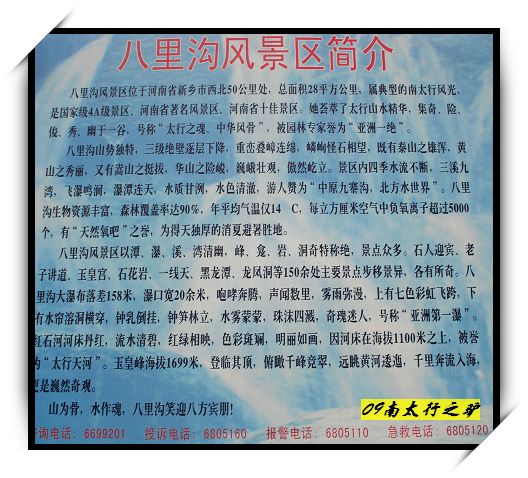 八里沟风景区简介
八里沟风景区位于河南省新乡市西北50公里处，总面积28平方公里，属典型的南太行风光，
是国家级4A级景区、河南省著名风景区、河南省十佳景区。她荟萃了太行山水精华，集奇、险、
俊、秀、幽于一谷，号称“太行之魂、中华风骨”，被园林专家誉为“亚洲一绝”。
八里沟山势独特，三级绝壁逐层下降，重峦叠嶂连绵，嶙峋怪石相望，既有泰山之雄浑，黄
山之秀丽，又有嵩山之挺拔，华山之险峻，巍峨壮观，傲然屹立。景区内四季水流不断，三溪九
湾，飞瀑鸣涧，瀑潭迭天，水质甘洌，水色清澈，游人赞为“中原九寨沟，北方水世界”。八里
沟生物资源丰富，森林覆盖率达90%，年平均气温仅14 C，每立方厘米空气中负氧离子超过5000
个，有“天然氧吧”之誉，为得天独厚的消夏避暑胜地。
八里沟风景区以潭、瀑、溪、湾清幽，峰、龛、岩、洞奇特称绝，景点众多。石人迎宾、老
子讲道、玉皇宫、石花岩、一线天、黑龙潭、龙凤洞等150余处主要景点步移景异，各有所奇。八
里沟大瀑布落差158米，瀑口宽20余米，咆哮奔腾，声闻数里，雾雨弥漫，上有七色彩虹飞跨，下
有水帘溶洞横穿，钟乳倒挂，钟笋林立，水雾蒙蒙，珠沫四溅，奇瑰迷人，号称“亚洲第一瀑”。
红石河河床丹红，流水清碧，红绿相映，色彩斑斓，明丽如画，因河床在海拔1100米之上，被誉
为“太行天河”。玉皇峰海拔1699米，登临其顶，俯瞰千峰竞翠，远眺黄河逶迤，千里奔流入海，
更是巍然奇观。
山为骨，水作魂，八里沟笑迎八方宾朋！
09南太行之驴
咨询电话：6699201 投诉电话：6805160 报警电话：6805110 急救电话：6805120